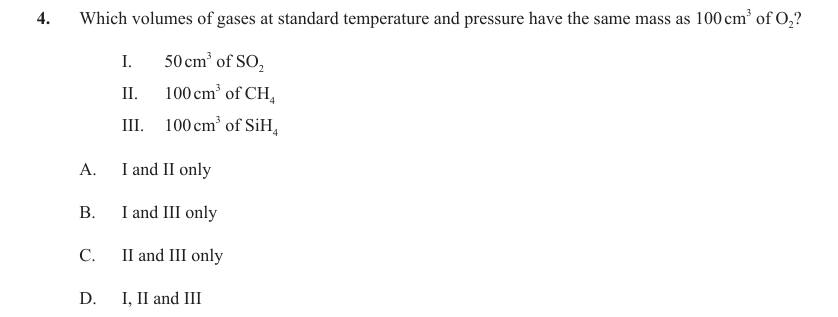 4. Which volumes of gases at standard temperature and pressure have the same mass as 100 cm³ of O₂?
I. 50 cm³ of SO₂
II. 100 cm³ of CH₄
III. 100 cm³ of SiH₄
A. I and II only
B. I and III only
C. II and III only
D. I, II and III